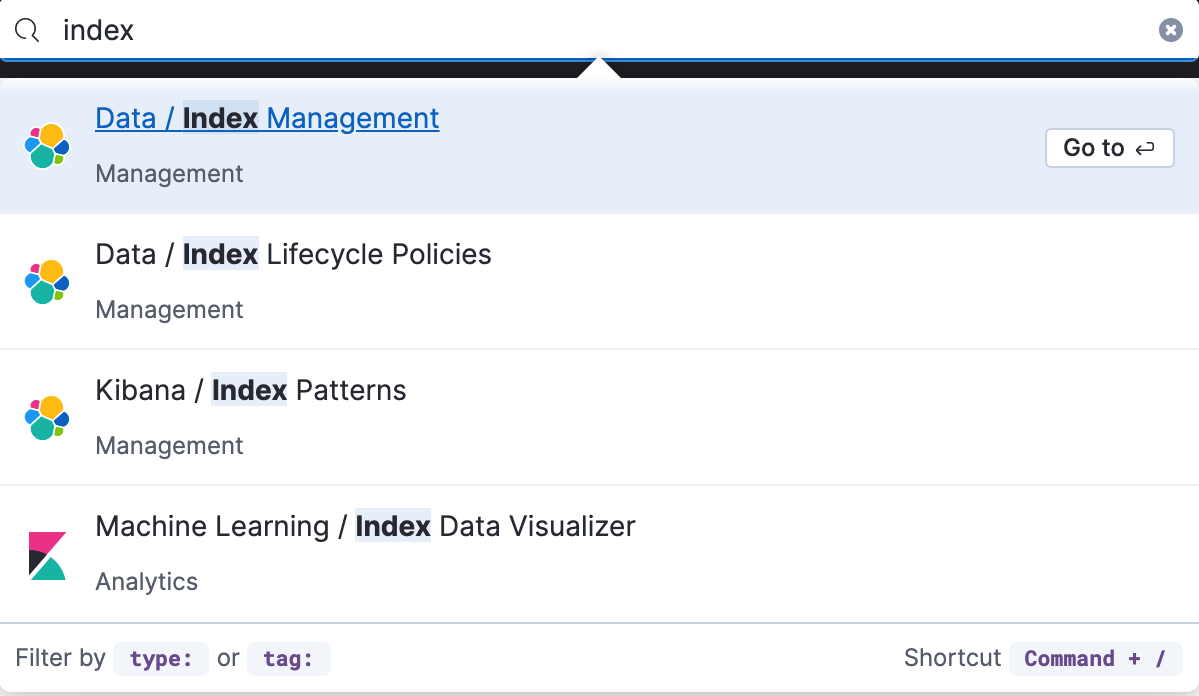 index
Data / Index Management
Management
Go to
Data / Index Lifecycle Policies
Management
Kibana / Index Patterns
Management
Machine Learning / Index Data Visualizer
Analytics
Filter by type: or tag:
Shortcut Command + /